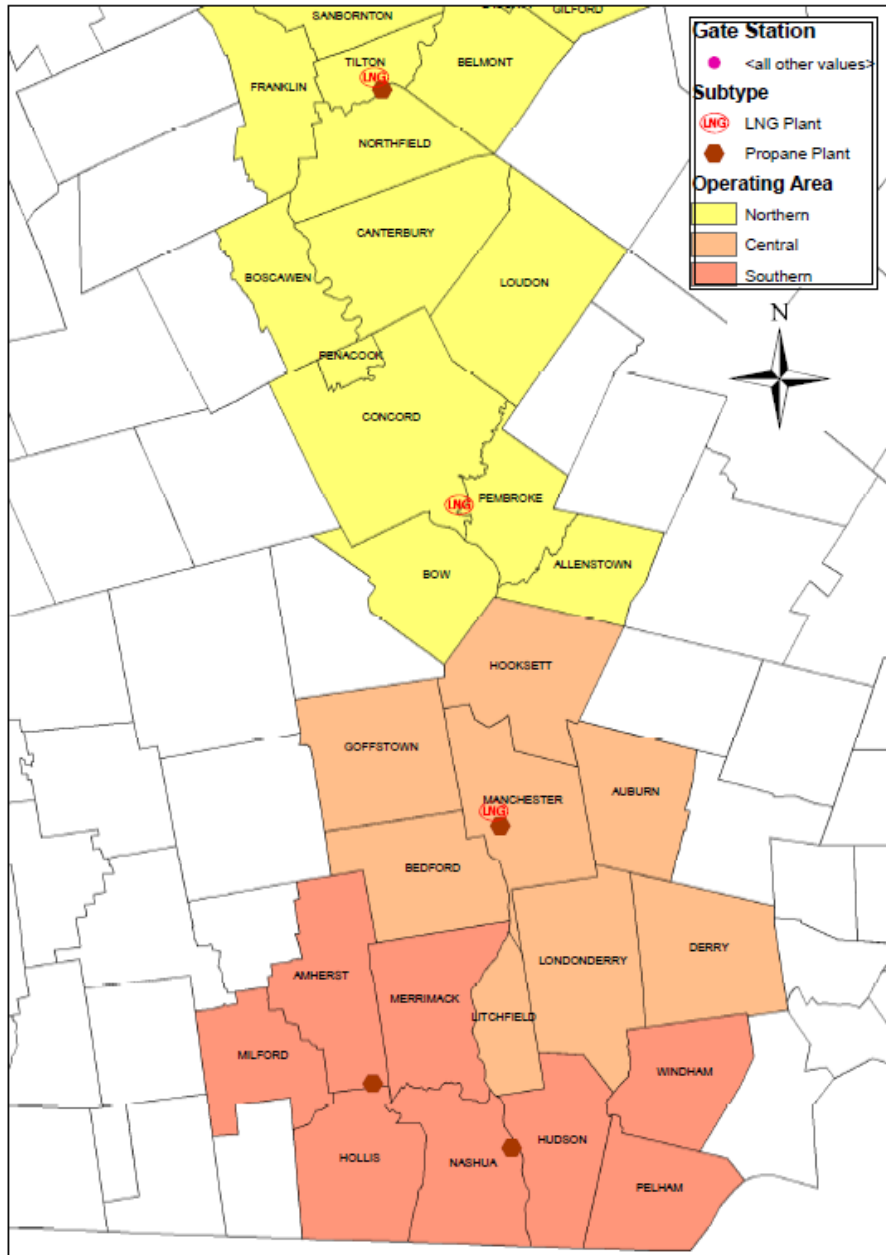 SANBORNTON
GILFORD
TILTON
LNG
BELMONT
FRANKLIN
NORTHFIELD
CANTERBURY
BOSCAWEN
LOUDON
PENACOOK
CONCORD
PEMBROKE
LNG
ALLENSTOWN
BOW
HOOKSETT
GOFFSTOWN
MANCHESTER
AUBURN
LNG
BEDFORD
DERRY
LONDONDERRY
AMHERST
MERRIMACK
LITCHFIELD
MILFORD
WINDHAM
HUDSON
HOLLIS
NASHUA
PELHAM
Gate Station
<all other values>
Subtype
LNG LNG Plant
Propane Plant
Operating Area
Northern
Central
Southern
N